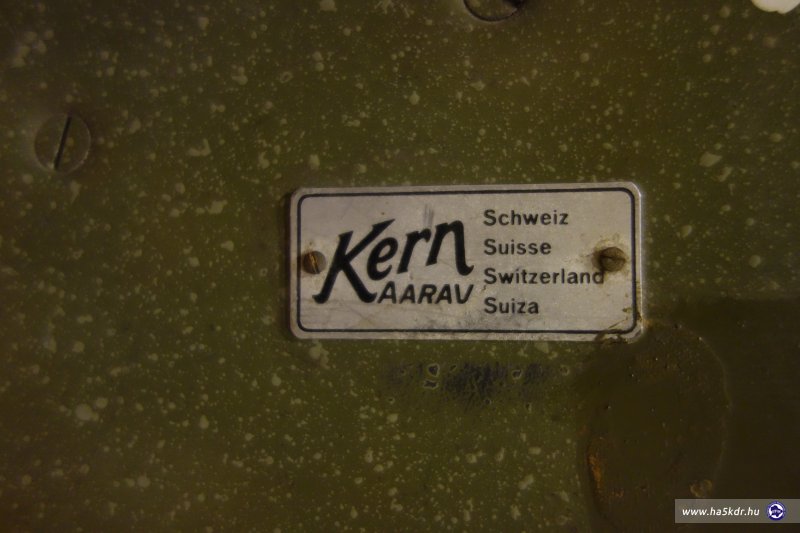 Kern
AARAV
Schweiz
Suisse
Switzerland
Suiza
www.ha5kdr.hu